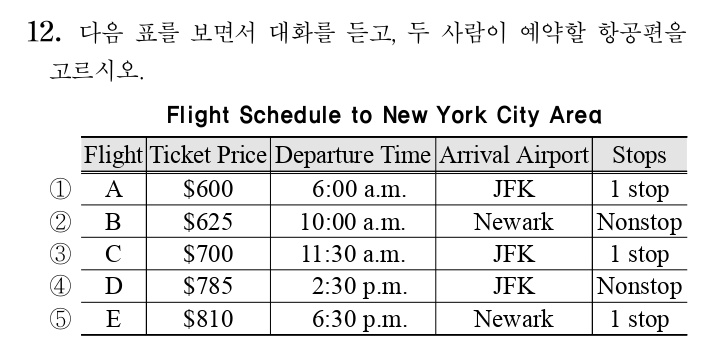 12. 다음 표를 보면서 대화를 듣고, 두 사람이 예약할 항공편을
고르시오.
Flight Schedule to New York City Area
Flight Ticket Price Departure Time Arrival Airport Stops
① A $600 6:00 a.m. JFK 1 stop
② B $625 10:00 a.m. Newark Nonstop
③ C $700 11:30 a.m. JFK 1 stop
④ D $785 2:30 p.m. JFK Nonstop
⑤ E $810 6:30 p.m. Newark 1 stop